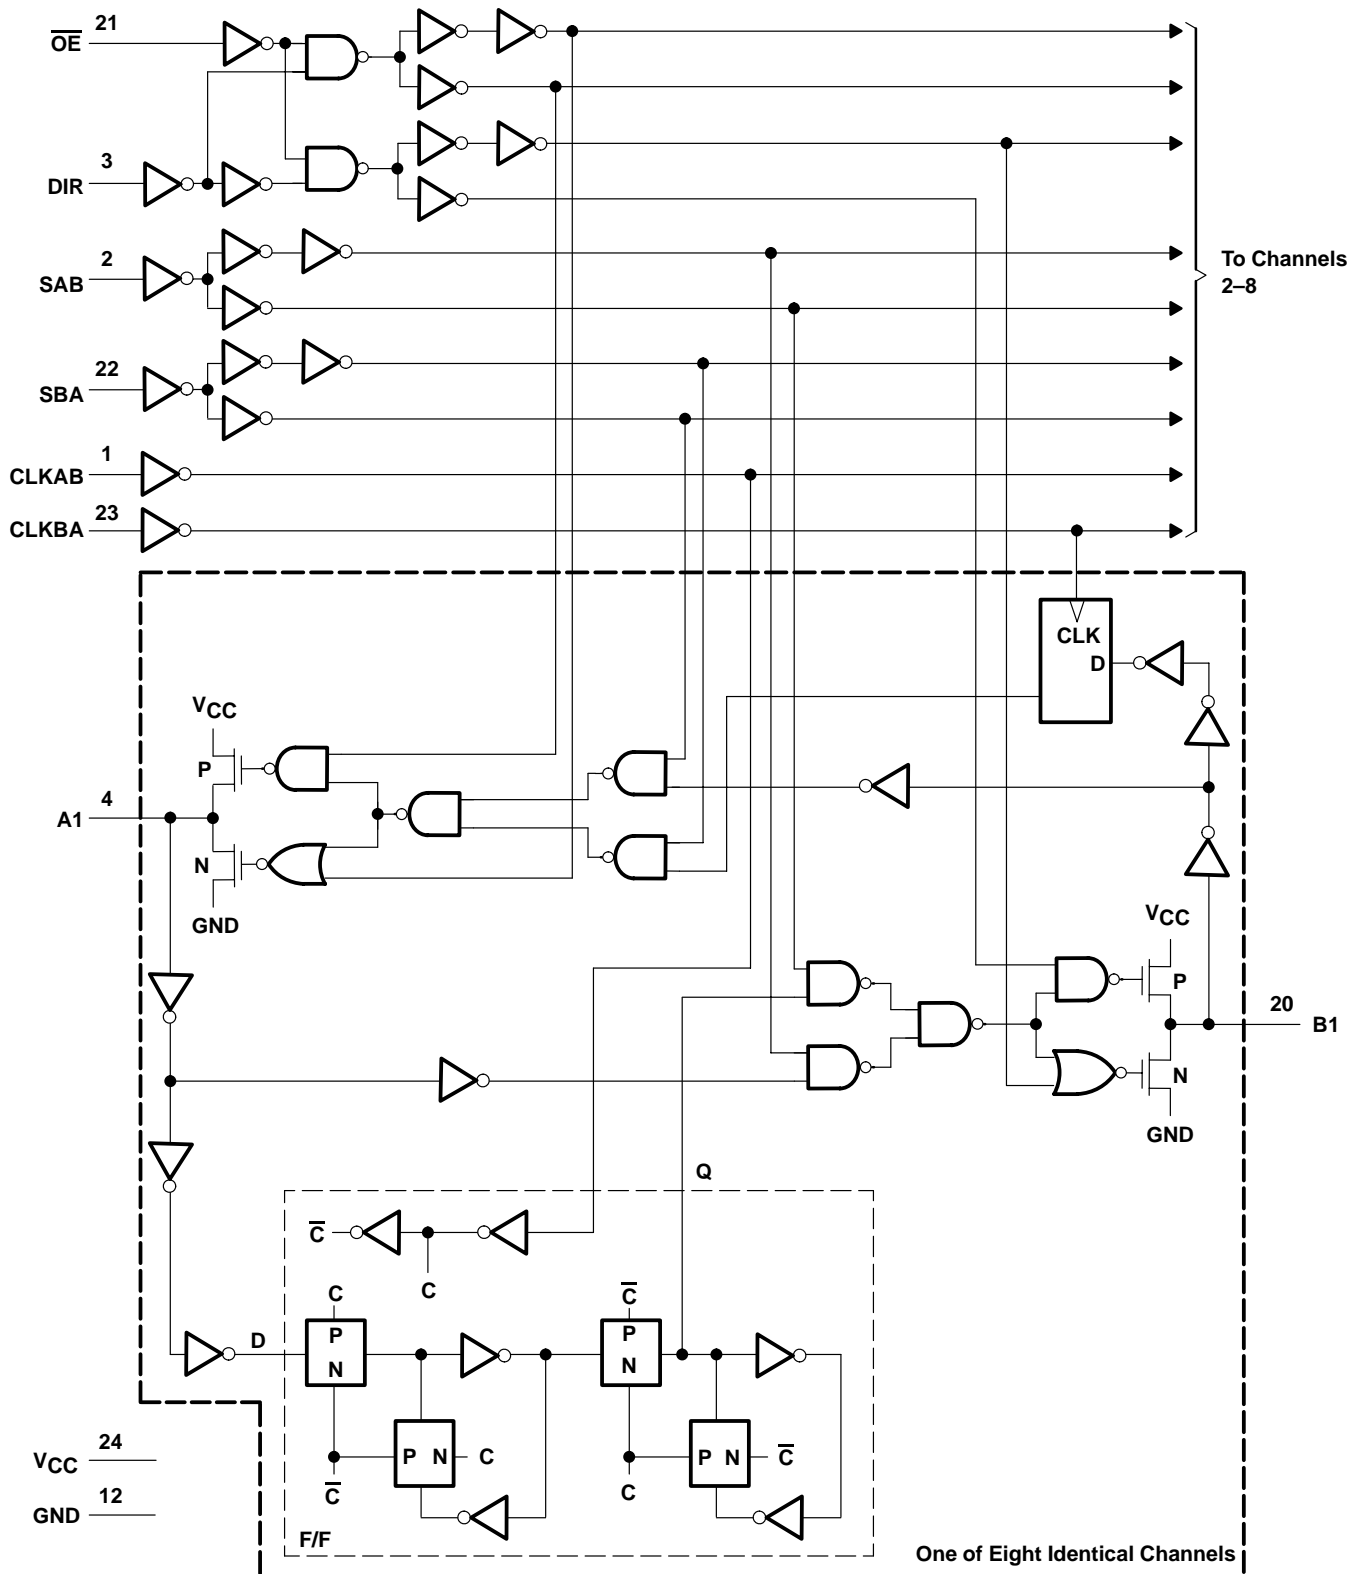 21
O̅E̅
3
DIR
2
SAB
22
SBA
1
CLKAB
23
CLKBA
To Channels
2–8
CLK
D
VCC
P
4
A1
N
GND
VCC
P
20
B1
N
GND
Q
C̅
C
C
P
N
D
C̅
P
N
P N
C
C̅
P N
C̅
C
F/F
24
VCC
12
GND
One of Eight Identical Channels